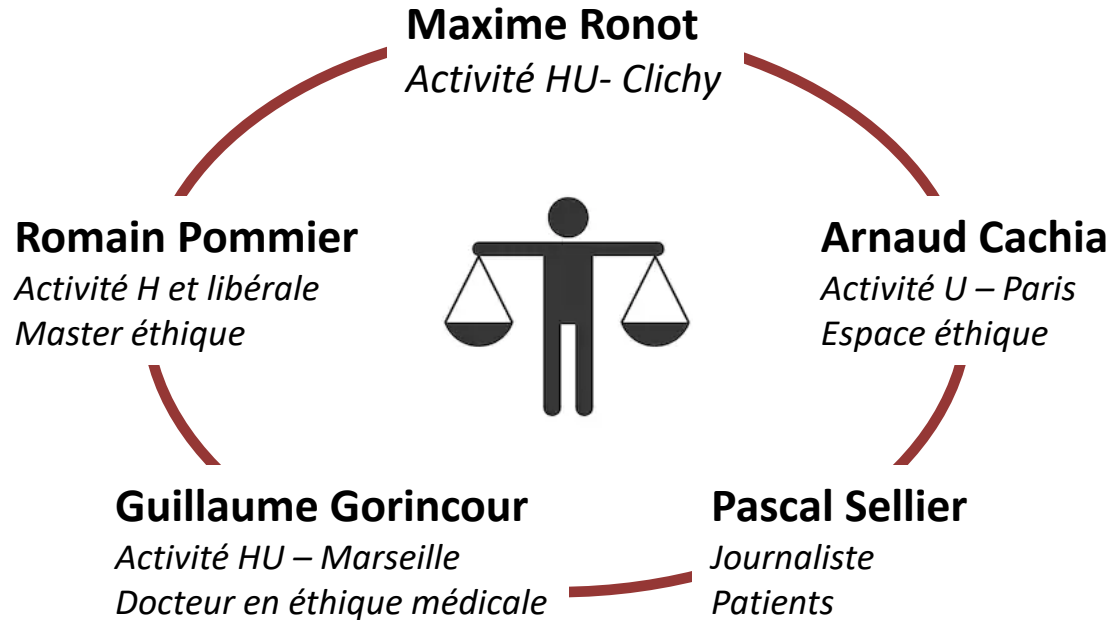 Maxime Ronot
Activité HU- Clichy
Romain Pommier
Activité H et libérale
Master éthique
Arnaud Cachia
Activité U – Paris
Espace éthique
Guillaume Gorincour
Activité HU – Marseille
Docteur en éthique médicale
Pascal Sellier
Journaliste
Patients